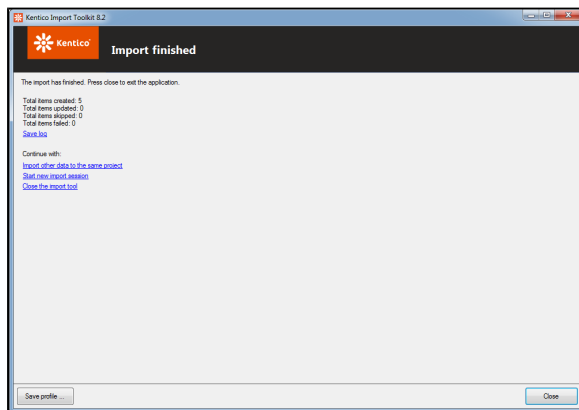 Kentico Import Toolkit 8.2
Kentico
Import finished
The import has finished. Press close to exit the application.
Total items created: 5
Total items updated: 0
Total items skipped: 0
Total items failed: 0
Save log
Continue with:
Import other data to the same project
Start new import session
Close the import tool
Save profile ...
Close